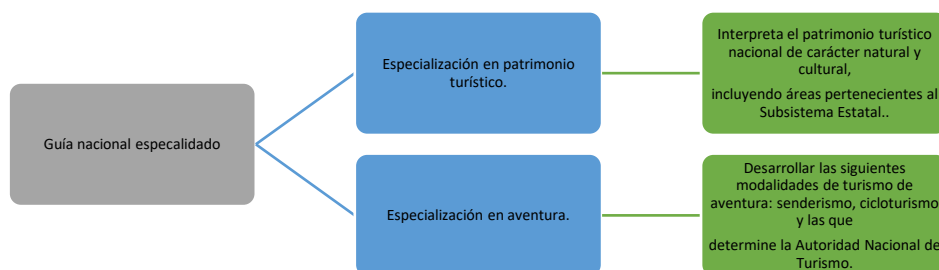 Guía nacional especalidado
Especialización en patrimonio
turístico.
Interpreta el patrimonio turístico
nacional de carácter natural y
cultural,
incluyendo áreas pertenecientes al
Subsistema Estatal..
Especialización en aventura.
Desarrollar las siguientes
modalidades de turismo de
aventura: senderismo, cicloturismo
y las que
determine la Autoridad Nacional de
Turismo.